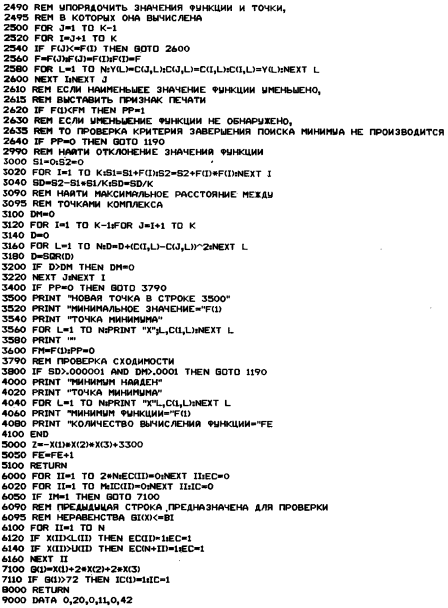 2490 REM УПОРЯДОЧИТЬ ЗНАЧЕНИЯ ФУНКЦИИ И ТОЧКИ,
2495 REM В КОТОРЫХ ОНА ВЫЧИСЛЕНА
2500 FOR J=1 TO K-1
2520 FOR I=J+1 TO K
2540 IF F(J)<=F(I) THEN GOTO 2600
2560 F=F(J):F(J)=F(I):F(I)=F
2580 FOR L=1 TO N:Y(L)=C(J,L):C(J,L)=C(I,L):C(I,L)=Y(L):NEXT L
2600 NEXT I:NEXT J
2610 REM ЕСЛИ НАИМЕНЬШЕЕ ЗНАЧЕНИЕ ФУНКЦИИ УМЕНЬШЕНО,
2615 REM ВЫСТАВИТЬ ПРИЗНАК ПЕЧАТИ
2620 IF F(1)<FM THEN PP=1
2630 REM ЕСЛИ УМЕНЬШЕНИЕ ФУНКЦИИ НЕ ОБНАРУЖЕНО,
2635 REM ТО ПРОВЕРКА КРИТЕРИЯ ЗАВЕРШЕНИЯ ПОИСКА МИНИМУМА НЕ ПРОИЗВОДИТСЯ
2640 IF PP=0 THEN GOTO 1190
2990 REM НАЙТИ ОТКЛОНЕНИЕ ЗНАЧЕНИЯ ФУНКЦИИ
3000 S1=0:S2=0
3020 FOR I=1 TO K:S1=S1+F(I):S2=S2+F(I)*F(I):NEXT I
3040 SD=S2-S1*S1/K:SD=SD/K
3090 REM НАЙТИ МАКСИМАЛЬНОЕ РАССТОЯНИЕ МЕЖДУ
3095 REM ТОЧКАМИ КОМПЛЕКСА
3100 DM=0
3120 FOR I=1 TO K-1:FOR J=I+1 TO K
3140 D=0
3160 FOR L=1 TO N:D=D+(C(I,L)-C(J,L))^2:NEXT L
3180 D=SQR(D)
3200 IF D>DM THEN DM=D
3220 NEXT J:NEXT I
3400 IF PP=0 THEN GOTO 3790
3500 PRINT "НОВАЯ ТОЧКА В СТРОКЕ 3500"
3520 PRINT "МИНИМАЛЬНОЕ ЗНАЧЕНИЕ="F(1)
3540 PRINT "ТОЧКА МИНИМУМА"
3560 FOR L=1 TO N:PRINT "X";L,C(1,L):NEXT L
3580 PRINT ""
3600 FM=F(1):PP=0
3790 REM ПРОВЕРКА СХОДИМОСТИ
3800 IF SD>.000001 AND DM>.0001 THEN GOTO 1190
4000 PRINT "МИНИМУМ НАЙДЕН"
4020 PRINT "ТОЧКА МИНИМУМА"
4040 FOR L=1 TO N:PRINT "X"L,C(1,L):NEXT L
4060 PRINT "МИНИМУМ ФУНКЦИИ="F(1)
4080 PRINT "КОЛИЧЕСТВО ВЫЧИСЛЕНИЙ ФУНКЦИИ="FE
4100 END
5000 Z=-X(1)*X(2)*X(3)+3300
5050 FE=FE+1
5100 RETURN
6000 FOR II=1 TO 2*N:EC(II)=0:NEXT II:EC=0
6020 FOR II=1 TO M:IC(II)=0:NEXT II:IC=0
6050 IF IM=1 THEN GOTO 7100
6090 REM ПРЕДЫДУЩАЯ СТРОКА ПРЕДНАЗНАЧЕНА ДЛЯ ПРОВЕРКИ
6095 REM НЕРАВЕНСТВА GI(X)<=BI
6100 FOR II=1 TO N
6120 IF X(II)<L(II) THEN EC(II)=1:EC=1
6140 IF X(II)>U(II) THEN EC(N+II)=1:EC=1
6160 NEXT II
7100 G(1)=X(1)+2*X(2)+2*X(3)
7110 IF G(1)>72 THEN IC(1)=1:IC=1
8000 RETURN
9000 DATA 0,20,0,11,0,42